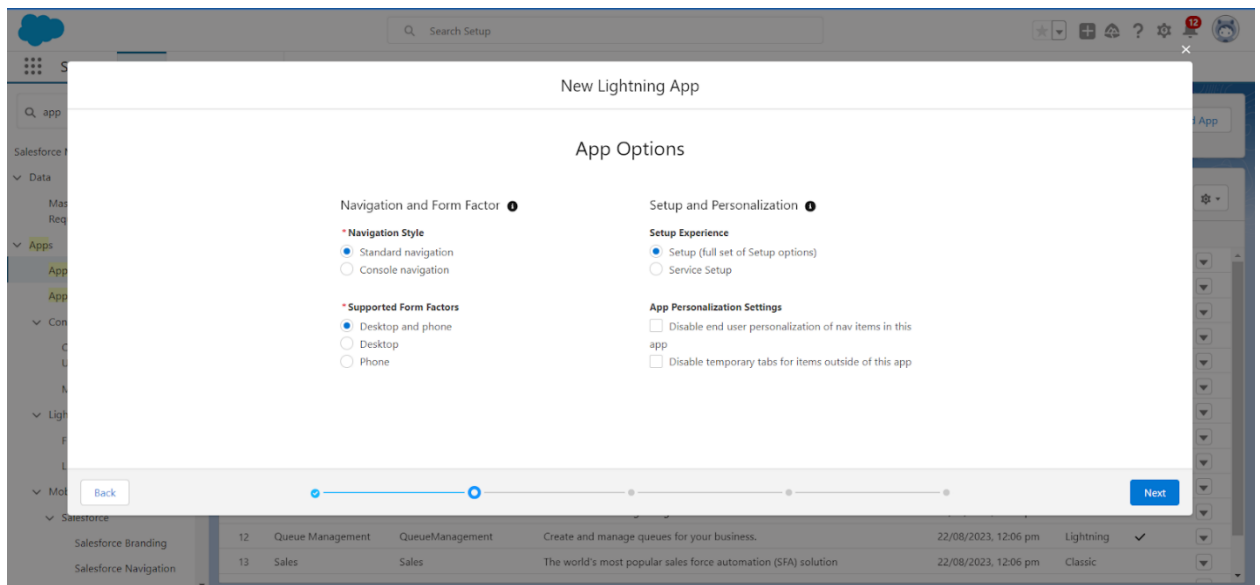 Search Setup
12
S
app
d App
Salesforce M
Data
Mas
Req
Apps
App
App
Con
C
U
M
Ligh
F
L
Mob
Salesforce
Salesforce Branding
Salesforce Navigation
New Lightning App
App Options
Navigation and Form Factor
*Navigation Style
Standard navigation
Console navigation
*Supported Form Factors
Desktop and phone
Desktop
Phone
Setup and Personalization
Setup Experience
Setup (full set of Setup options)
Service Setup
App Personalization Settings
Disable end user personalization of nav items in this
app
Disable temporary tabs for items outside of this app
Back
Next
12 Queue Management QueueManagement Create and manage queues for your business. 22/08/2023, 12:06 pm Lightning
13 Sales Sales The world's most popular sales force automation (SFA) solution 22/08/2023, 12:06 pm Classic